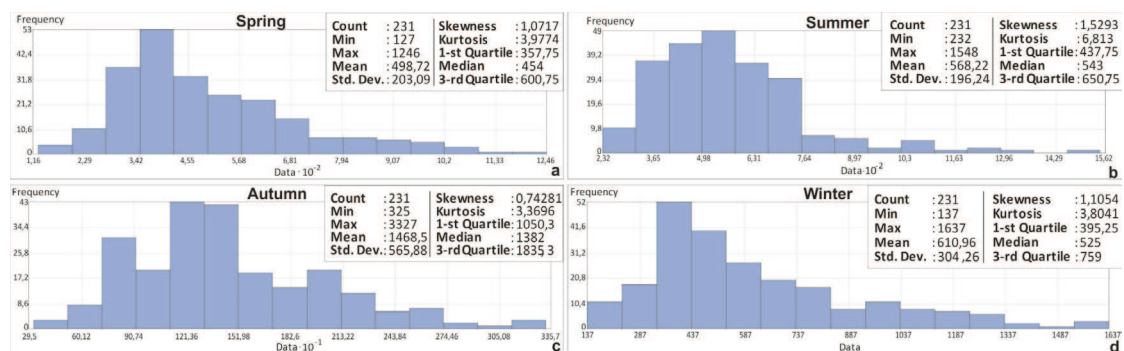 Frequency
Spring
53
42,4
31.8
21,2
10,6
0
1,16 2,29 3,42 4,55 5,68 6,81 7,94 9,07 10,2 11,33 12,46
Data · 10⁻²
a
Count :231 Skewness :1,0717
Min :127 Kurtosis :3,9774
Max :1246 1-st Quartile :357,75
Mean :498,72 Median :454
Std. Dev. :203,09 3-rd Quartile :600,75
Frequency
Summer
49
39,2
29,4
19,6
9,8
0
2,32 3,65 4,98 6,31 7,64 8,97 10,3 11,63 12,96 14,29 15,62
Data · 10⁻²
b
Count :231 Skewness :1,5293
Min :232 Kurtosis :6,813
Max :1548 1-st Quartile :437,75
Mean :568,22 Median :543
Std. Dev. :196,24 3-rd Quartile :650,75
Frequency
Autumn
43
34,4
25,8
17,2
8,6
0
29,5 60,12 90,74 121,36 151,98 182,6 213,22 243,84 274,46 305,08 335,7
Data · 10⁻¹
c
Count :231 Skewness :0,74281
Min :325 Kurtosis :3,3696
Max :3327 1-st Quartile :1050,3
Mean :1468,5 Median :1382
Std. Dev. :565,88 3-rd Quartile :1835,3
Frequency
Winter
52
41,6
31,2
20,8
10,4
0
137 287 437 587 737 887 1037 1187 1337 1487 1637
Data
d
Count :231 Skewness :1,1054
Min :137 Kurtosis :3,8041
Max :1637 1-st Quartile :395,25
Mean :610,96 Median :525
Std. Dev. :304,26 3-rd Quartile :759